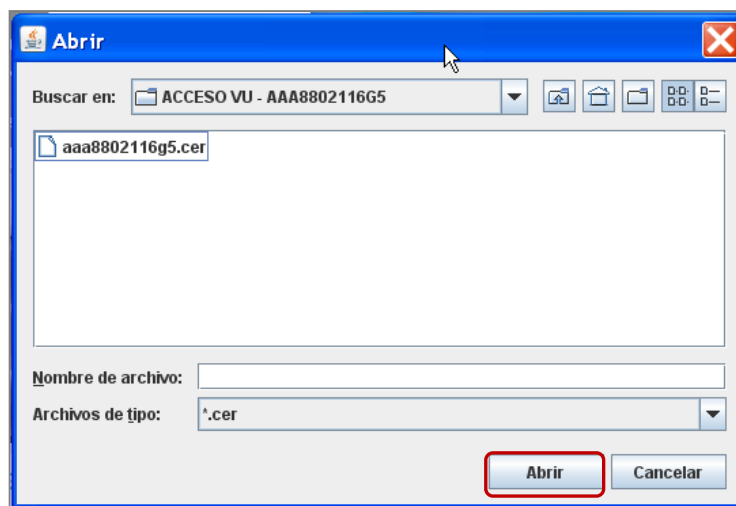 Abrir
Buscar en: ACCESO VU - AAA8802116G5
aaa8802116g5.cer
Nombre de archivo:
Archivos de tipo: *.cer
Abrir Cancelar